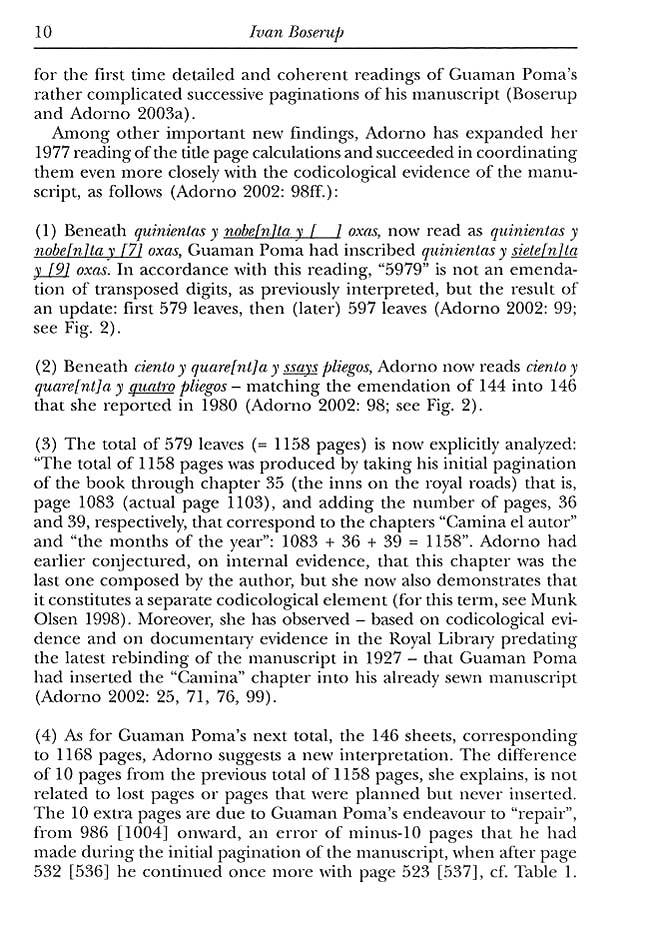 10 Ivan Boserup
for the first time detailed and coherent readings of Guaman Poma's
rather complicated successive paginations of his manuscript (Boserup
and Adorno 2003a).
Among other important new findings, Adorno has expanded her
1977 reading of the title page calculations and succeeded in coordinating
them even more closely with the codicological evidence of the manu-
script, as follows (Adorno 2002: 98ff.):
(1) Beneath quinientas y nobe[n]ta y [ ] oxas, now read as quinientas y
nobe[n]ta y [7] oxas, Guaman Poma had inscribed quinientas y siete[n]ta
y [9] oxas. In accordance with this reading, “5979” is not an emenda-
tion of transposed digits, as previously interpreted, but the result of
an update: first 579 leaves, then (later) 597 leaves (Adorno 2002: 99;
see Fig. 2).
(2) Beneath ciento y quare[nt]a y ssays pliegos, Adorno now reads ciento y
quare[nt]a y quatro pliegos – matching the emendation of 144 into 146
that she reported in 1980 (Adorno 2002: 98; see Fig. 2).
(3) The total of 579 leaves (= 1158 pages) is now explicitly analyzed:
“The total of 1158 pages was produced by taking his initial pagination
of the book through chapter 35 (the inns on the royal roads) that is,
page 1083 (actual page 1103), and adding the number of pages, 36
and 39, respectively, that correspond to the chapters “Camina el autor”
and “the months of the year”: 1083 + 36 + 39 = 1158”. Adorno had
earlier conjectured, on internal evidence, that this chapter was the
last one composed by the author, but she now also demonstrates that
it constitutes a separate codicological element (for this term, see Munk
Olsen 1998). Moreover, she has observed – based on codicological evi-
dence and on documentary evidence in the Royal Library predating
the latest rebinding of the manuscript in 1927 – that Guaman Poma
had inserted the “Camina” chapter into his already sewn manuscript
(Adorno 2002: 25, 71, 76, 99).
(4) As for Guaman Poma's next total, the 146 sheets, corresponding
to 1168 pages, Adorno suggests a new interpretation. The difference
of 10 pages from the previous total of 1158 pages, she explains, is not
related to lost pages or pages that were planned but never inserted.
The 10 extra pages are due to Guaman Poma's endeavour to “repair”,
from 986 [1004] onward, an error of minus-10 pages that he had
made during the initial pagination of the manuscript, when after page
532 [536] he continued once more with page 523 [537], cf. Table 1.